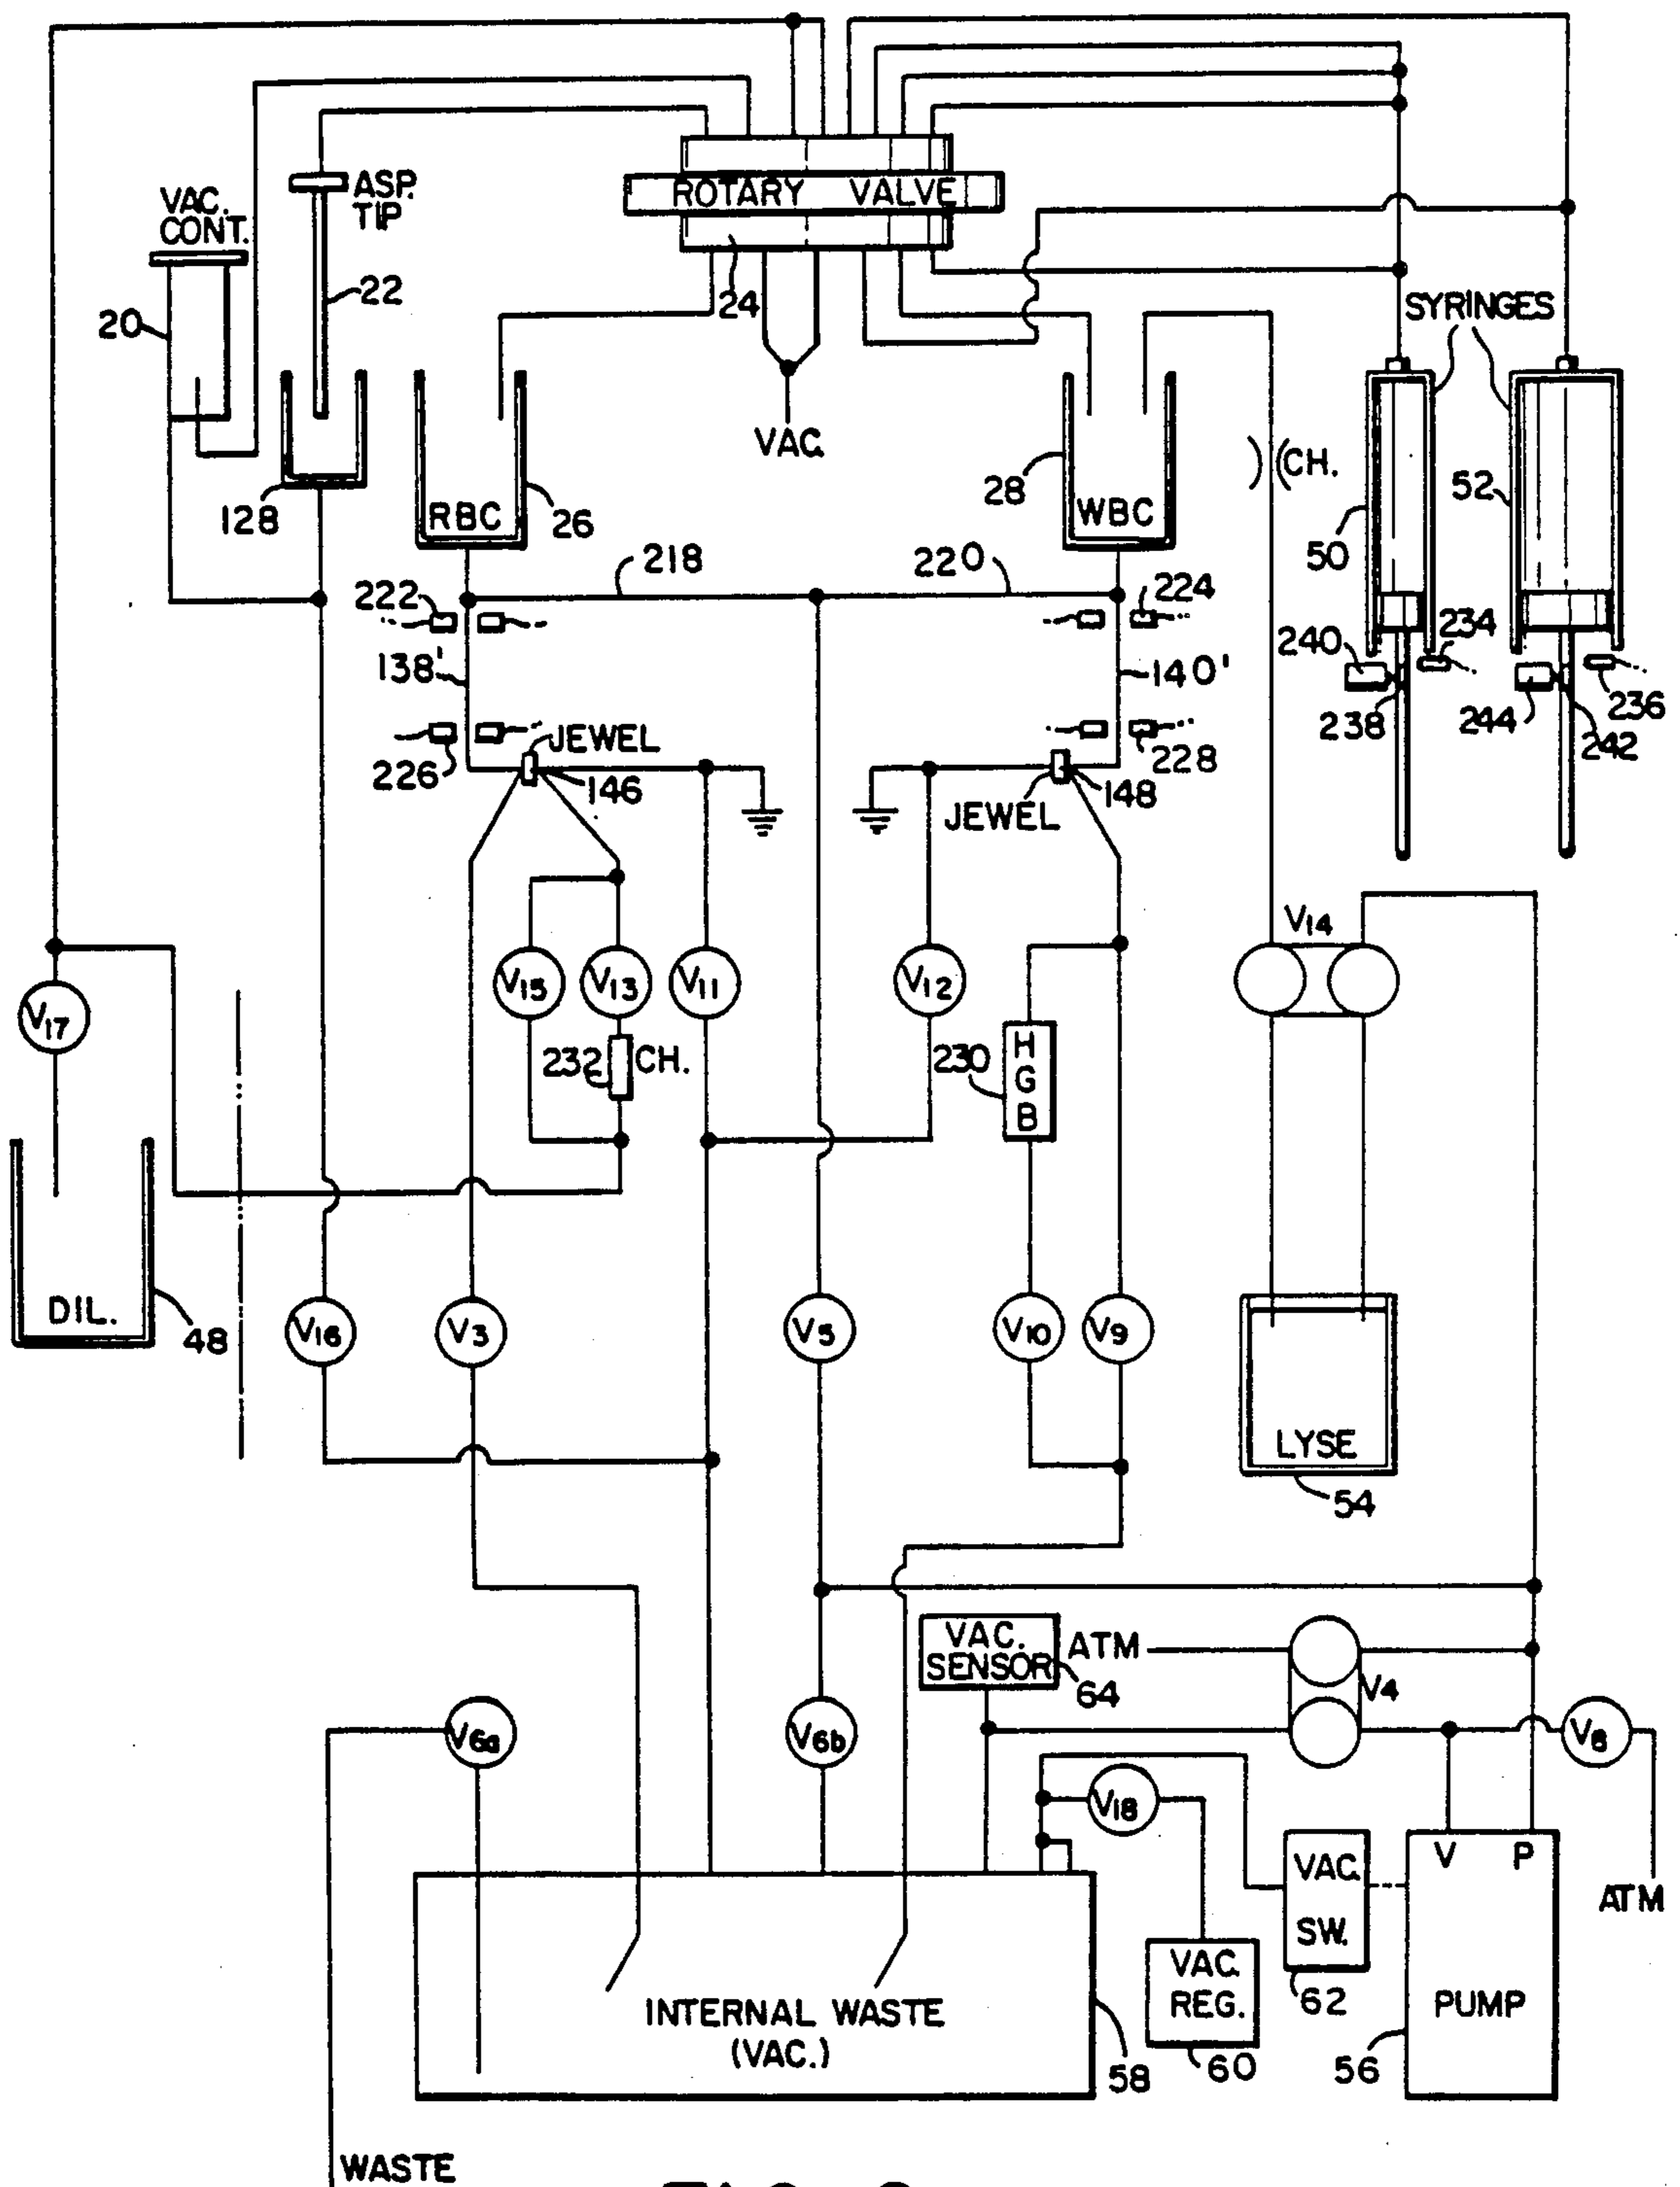 ROTARY VALVE
ASP.
TIP
VAC.
CONT.
22
24
20
SYRINGES
VAC.
128
RBC
26
28
WBC
CH.
52
50
218
220
222
224
240
234
138'
140'
238
244
236
242
JEWEL
226
146
228
148
JEWEL
V14
V15
V13
V11
V12
V17
232
CH.
230
H
G
B
DIL.
48
V16
V3
V5
V10
V9
LYSE
54
VAC.
SENSOR
ATM
64
V4
V6a
V6b
V8
V18
V P
VAC.
SW.
ATM
VAC.
REG.
62
PUMP
INTERNAL WASTE
(VAC.)
58
60
56
WASTE